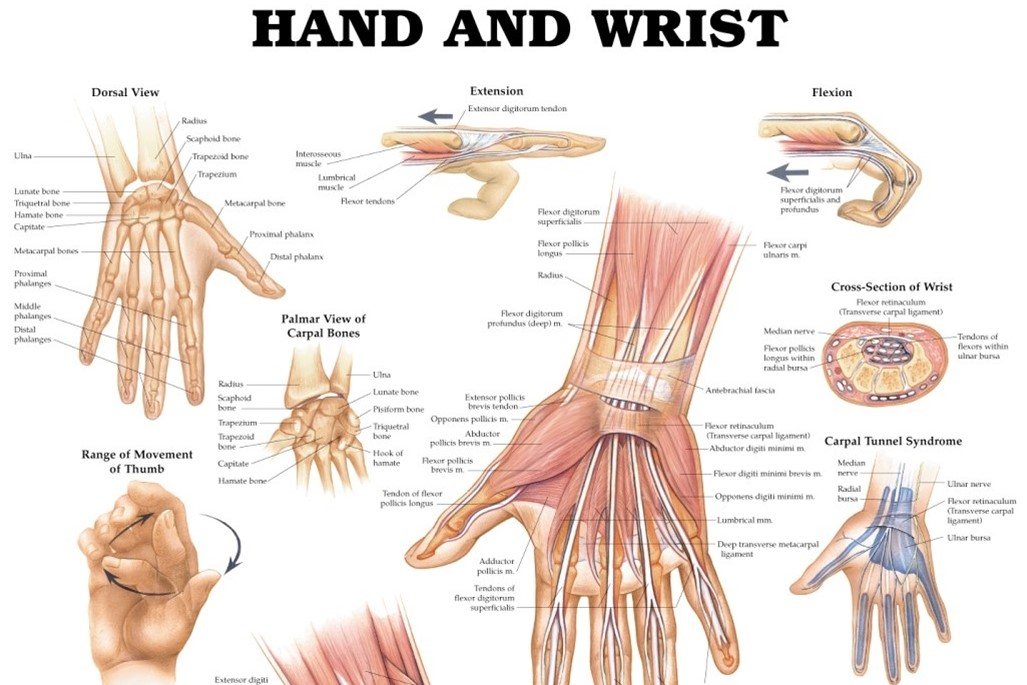 HAND AND WRIST
Dorsal View
Radius
Scaphoid bone
Trapezoid bone
Trapezium
Metacarpal bone
Proximal phalanx
Distal phalanx
Ulna
Lunate bone
Triquetral bone
Hamate bone
Capitate
Metacarpal bones
Proximal
phalanges
Middle
phalanges
Distal
phalanges
Extension
Extensor digitorum tendon
Interosseous
muscle
Lumbrical
muscle
Flexor tendons
Flexion
Flexor digitorum
superficialis and
profundus
Palmar View of
Carpal Bones
Radius
Scaphoid
bone
Trapezium
Trapezoid
bone
Capitate
Hamate bone
Ulna
Lunate bone
Pisiform bone
Triquetral
bone
Hook of
hamate
Range of Movement
of Thumb
Flexor digitorum
superficialis
Flexor pollicis
longus
Radius
Flexor digitorum
profundus (deep) m.
Extensor pollicis
brevis tendon
Opponens pollicis m.
Abductor
pollicis brevis m.
Flexor pollicis
brevis m.
Tendon of flexor
pollicis longus
Adductor
pollicis m.
Tendons of
flexor digitorum
superficialis
Flexor carpi
ulnaris m.
Antebrachial fascia
Flexor retinaculum
(Transverse carpal ligament)
Abductor digiti minimi m.
Flexor digiti minimi brevis m.
Opponens digiti minimi m.
Lumbrical mm.
Deep transverse metacarpal
ligament
Cross-Section of Wrist
Flexor retinaculum
(Transverse carpal ligament)
Median nerve
Flexor pollicis
longus within
radial bursa
Tendons of
flexors within
ulnar bursa
Carpal Tunnel Syndrome
Median
nerve
Radial
bursa
Ulnar nerve
Flexor retinaculum
(Transverse carpal
ligament)
Ulnar bursa
Extensor digiti